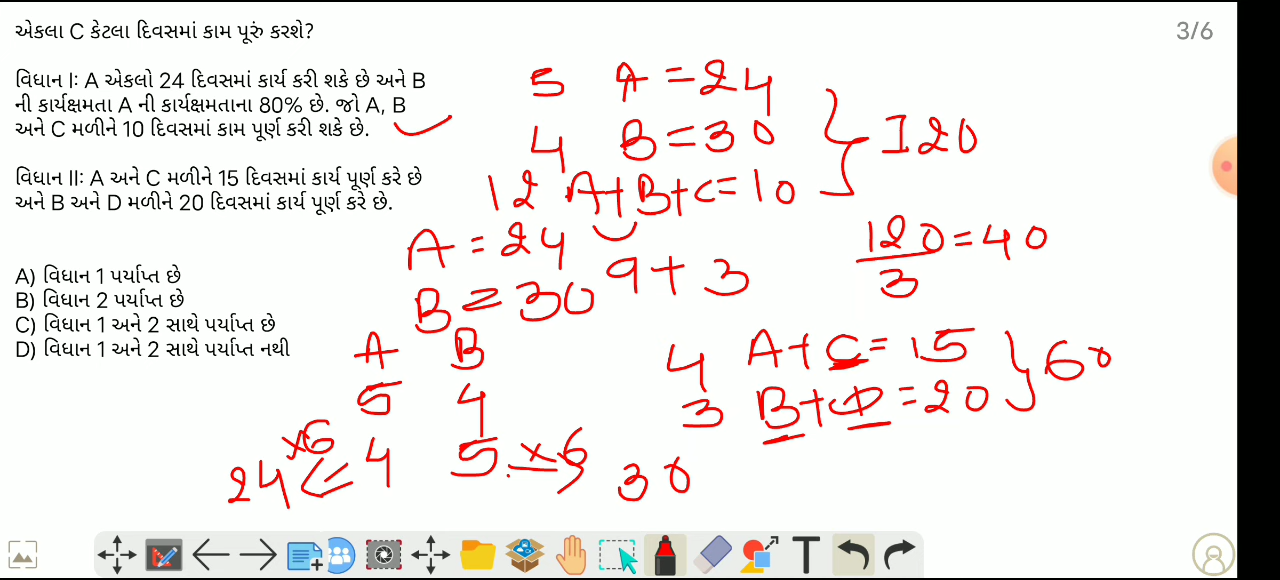 એકલા C કેટલા દિવસમાં કામ પૂરું કરશે?
3/6
વિધાન I: A એકલો 24 દિવસમાં કાર્ય કરી શકે છે અને B
ની કાર્યક્ષમતા A ની કાર્યક્ષમતાના 80% છે. જો A, B
અને C મળીને 10 દિવસમાં કામ પૂર્ણ કરી શકે છે.
વિધાન II: A અને C મળીને 15 દિવસમાં કાર્ય પૂર્ણ કરે છે
અને B અને D મળીને 20 દિવસમાં કાર્ય પૂર્ણ કરે છે.
A) વિધાન 1 પર્યાપ્ત છે
B) વિધાન 2 પર્યાપ્ત છે
C) વિધાન 1 અને 2 સાથે પર્યાપ્ત છે
D) વિધાન 1 અને 2 સાથે પર્યાપ્ત નથી
5 A = 24
4 B = 30 } 120
12 A+B+C = 10
9 + 3
120/3 = 40
A = 24
B = 30
A B
5 4
24 ×6 4 5 ×6 30
4 A+C = 15
3 B+D = 20 } 60
T